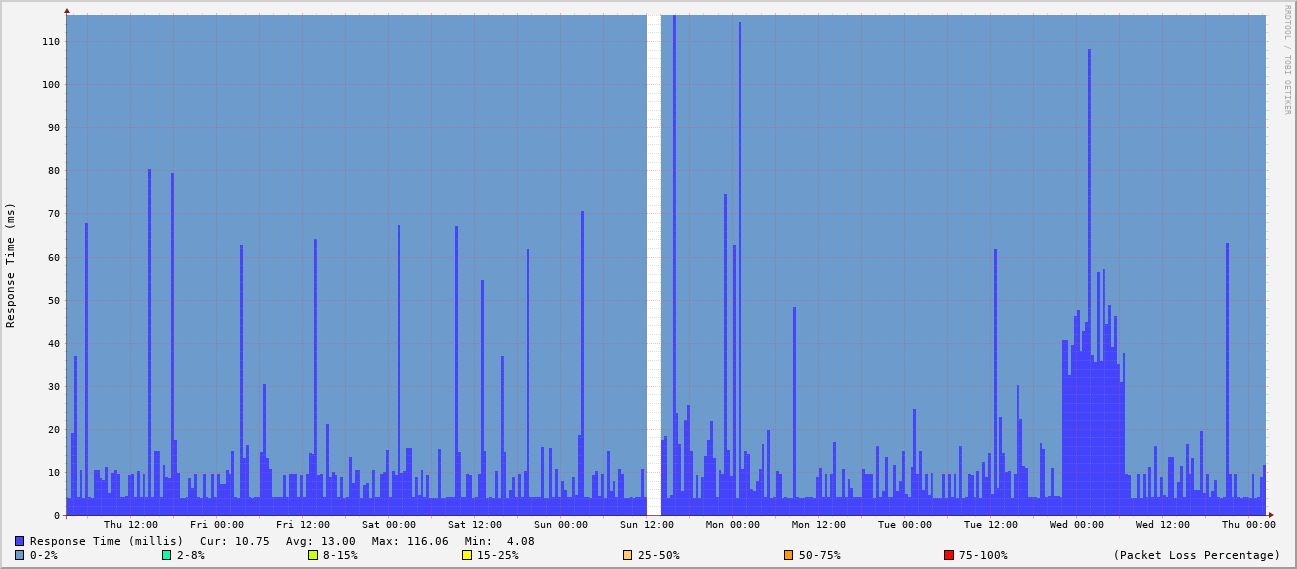 RRDTOOL / TOBI OETIKER
Response Time (ms)
110
100
90
80
70
60
50
40
30
20
10
0
Thu 12:00 Fri 00:00 Fri 12:00 Sat 00:00 Sat 12:00 Sun 00:00 Sun 12:00 Mon 00:00 Mon 12:00 Tue 00:00 Tue 12:00 Wed 00:00 Wed 12:00 Thu 00:00
Response Time (millis) Cur: 10.75 Avg: 13.00 Max: 116.06 Min: 4.08
0-2% 2-8% 8-15% 15-25% 25-50% 50-75% 75-100% (Packet Loss Percentage)